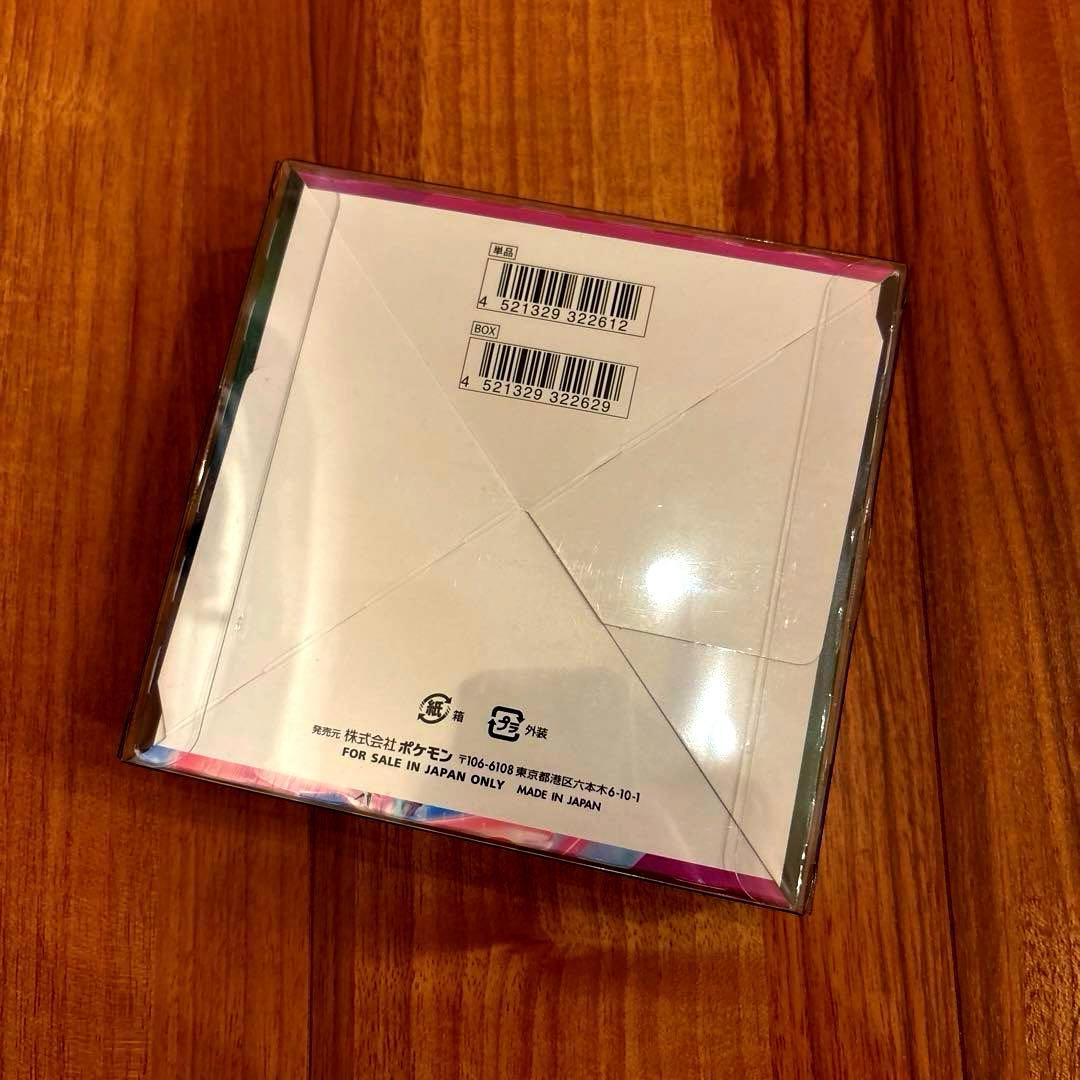 単品
4 521329 322612
BOX
4 521329 322629
紙 箱 プラ 外装
発売元 株式会社ポケモン 〒106-6108 東京都港区六本木6-10-1
FOR SALE IN JAPAN ONLY MADE IN JAPAN